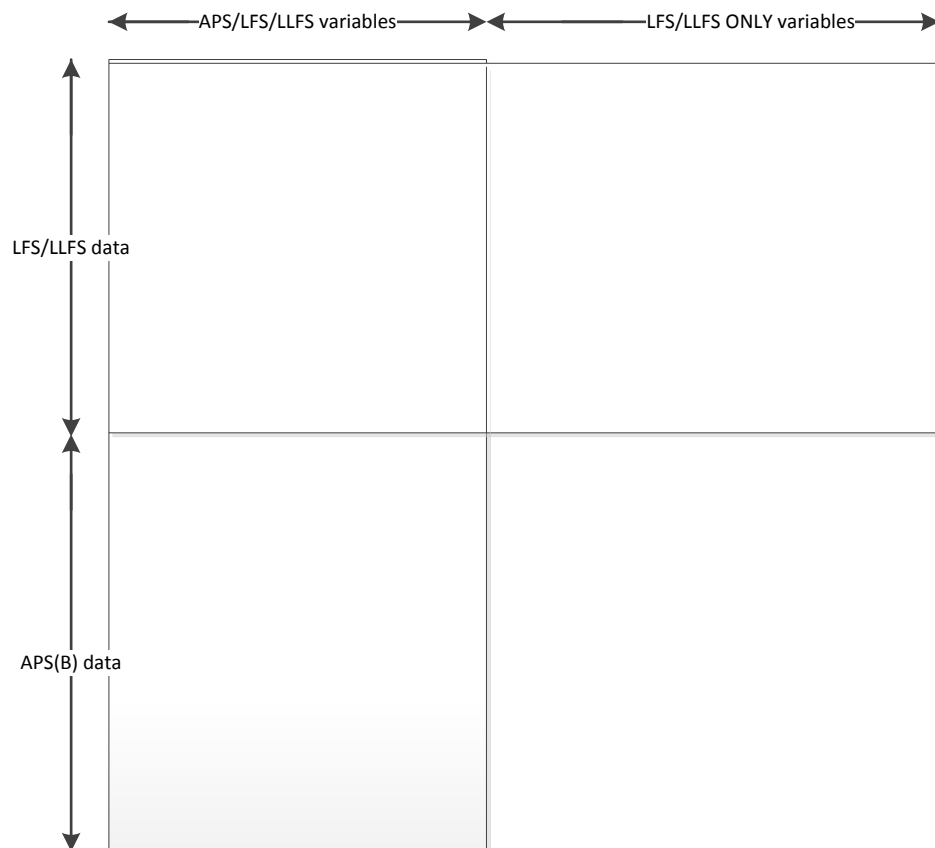 APS/LFS/LLFS variables
LFS/LLFS ONLY variables
LFS/LLFS data
APS(B) data